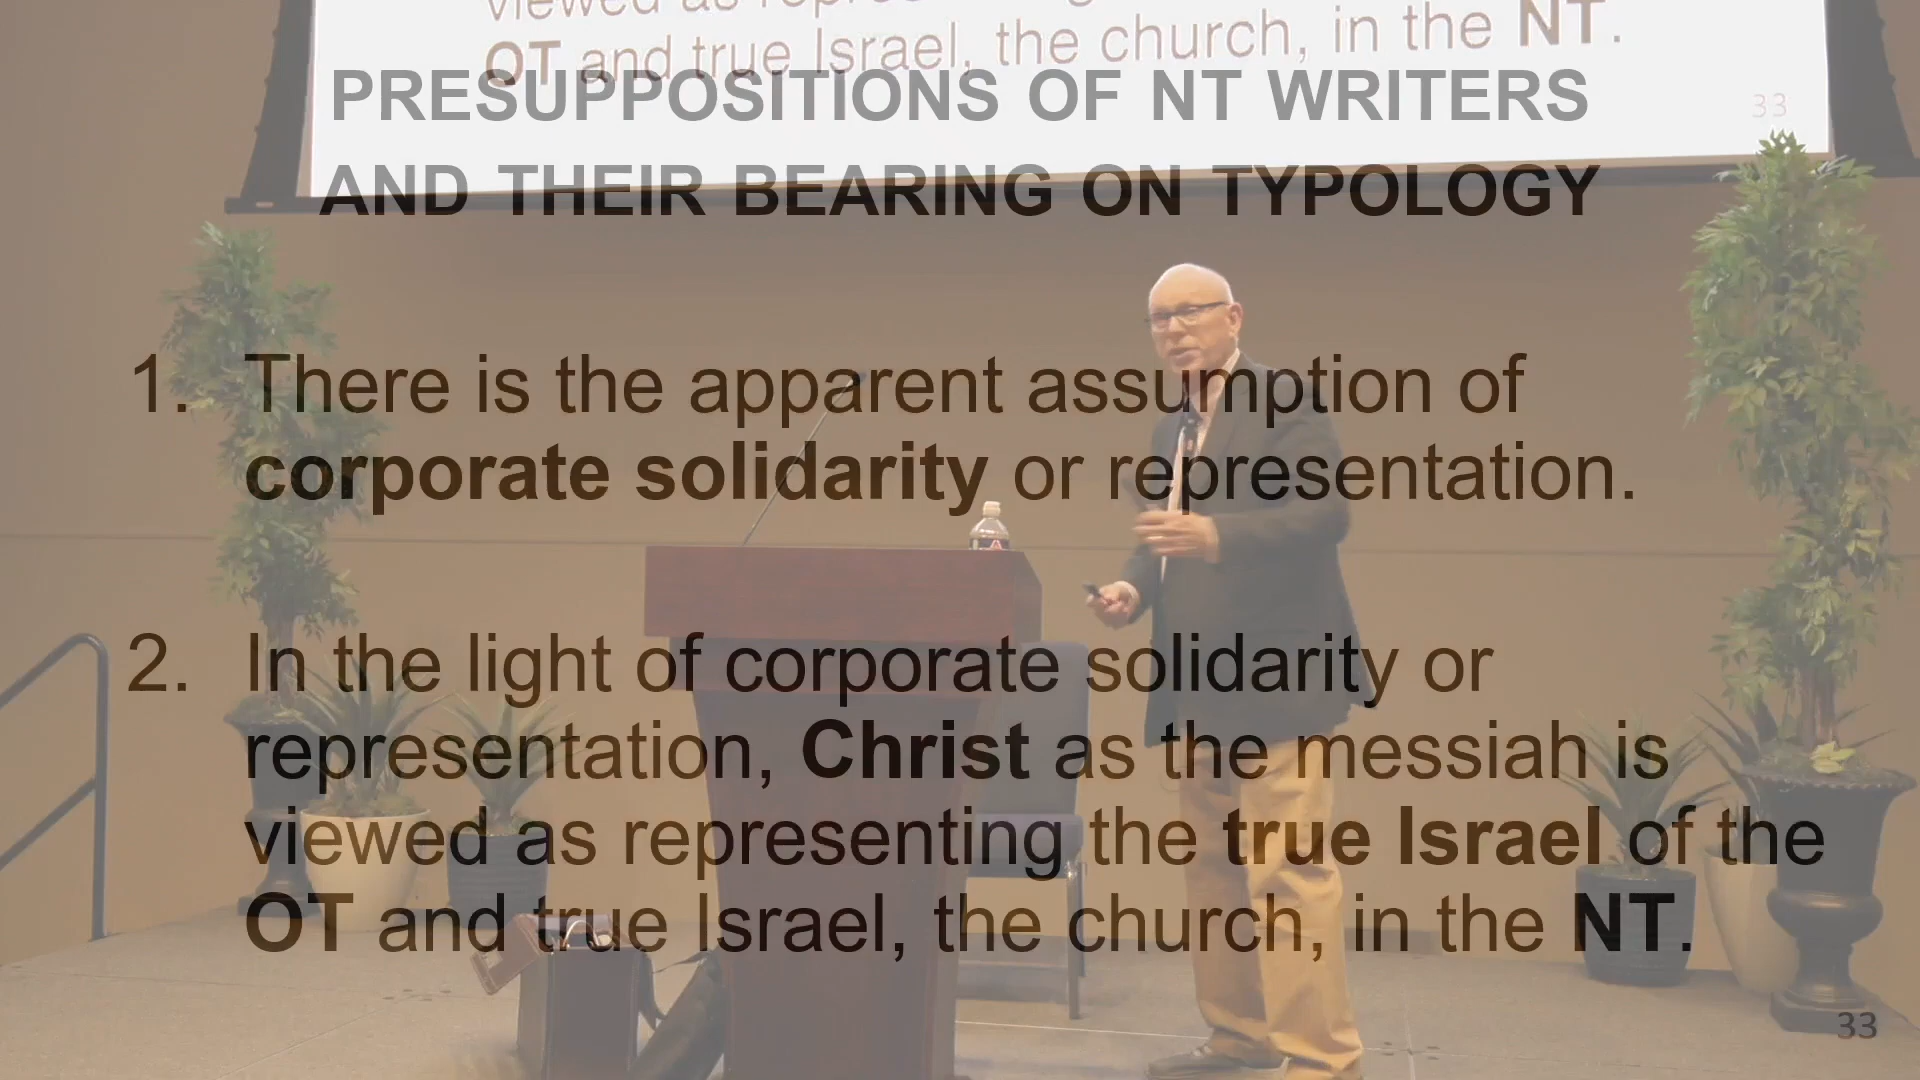 viewed as
OT and true Israel, the church, in the NT.
33
PRESUPPOSITIONS OF NT WRITERS
AND THEIR BEARING ON TYPOLOGY
1. There is the apparent assumption of
corporate solidarity or representation.
2. In the light of corporate solidarity or
representation, Christ as the messiah is
viewed as representing the true Israel of the
OT and true Israel, the church, in the NT.
33